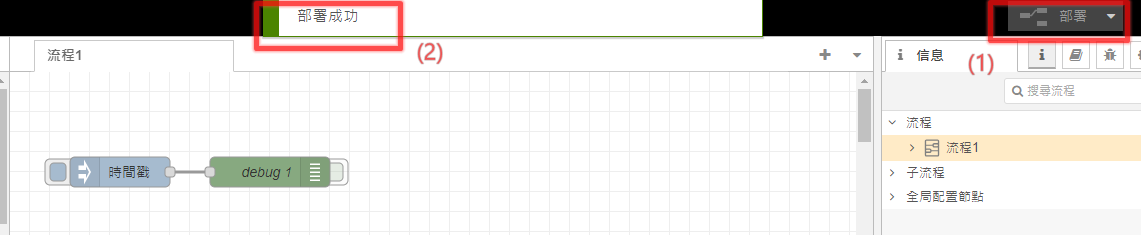 部署成功
部署
(1)
(2)
流程1
信息
搜尋流程
時間戳
debug 1
流程
流程1
子流程
全局配置節點